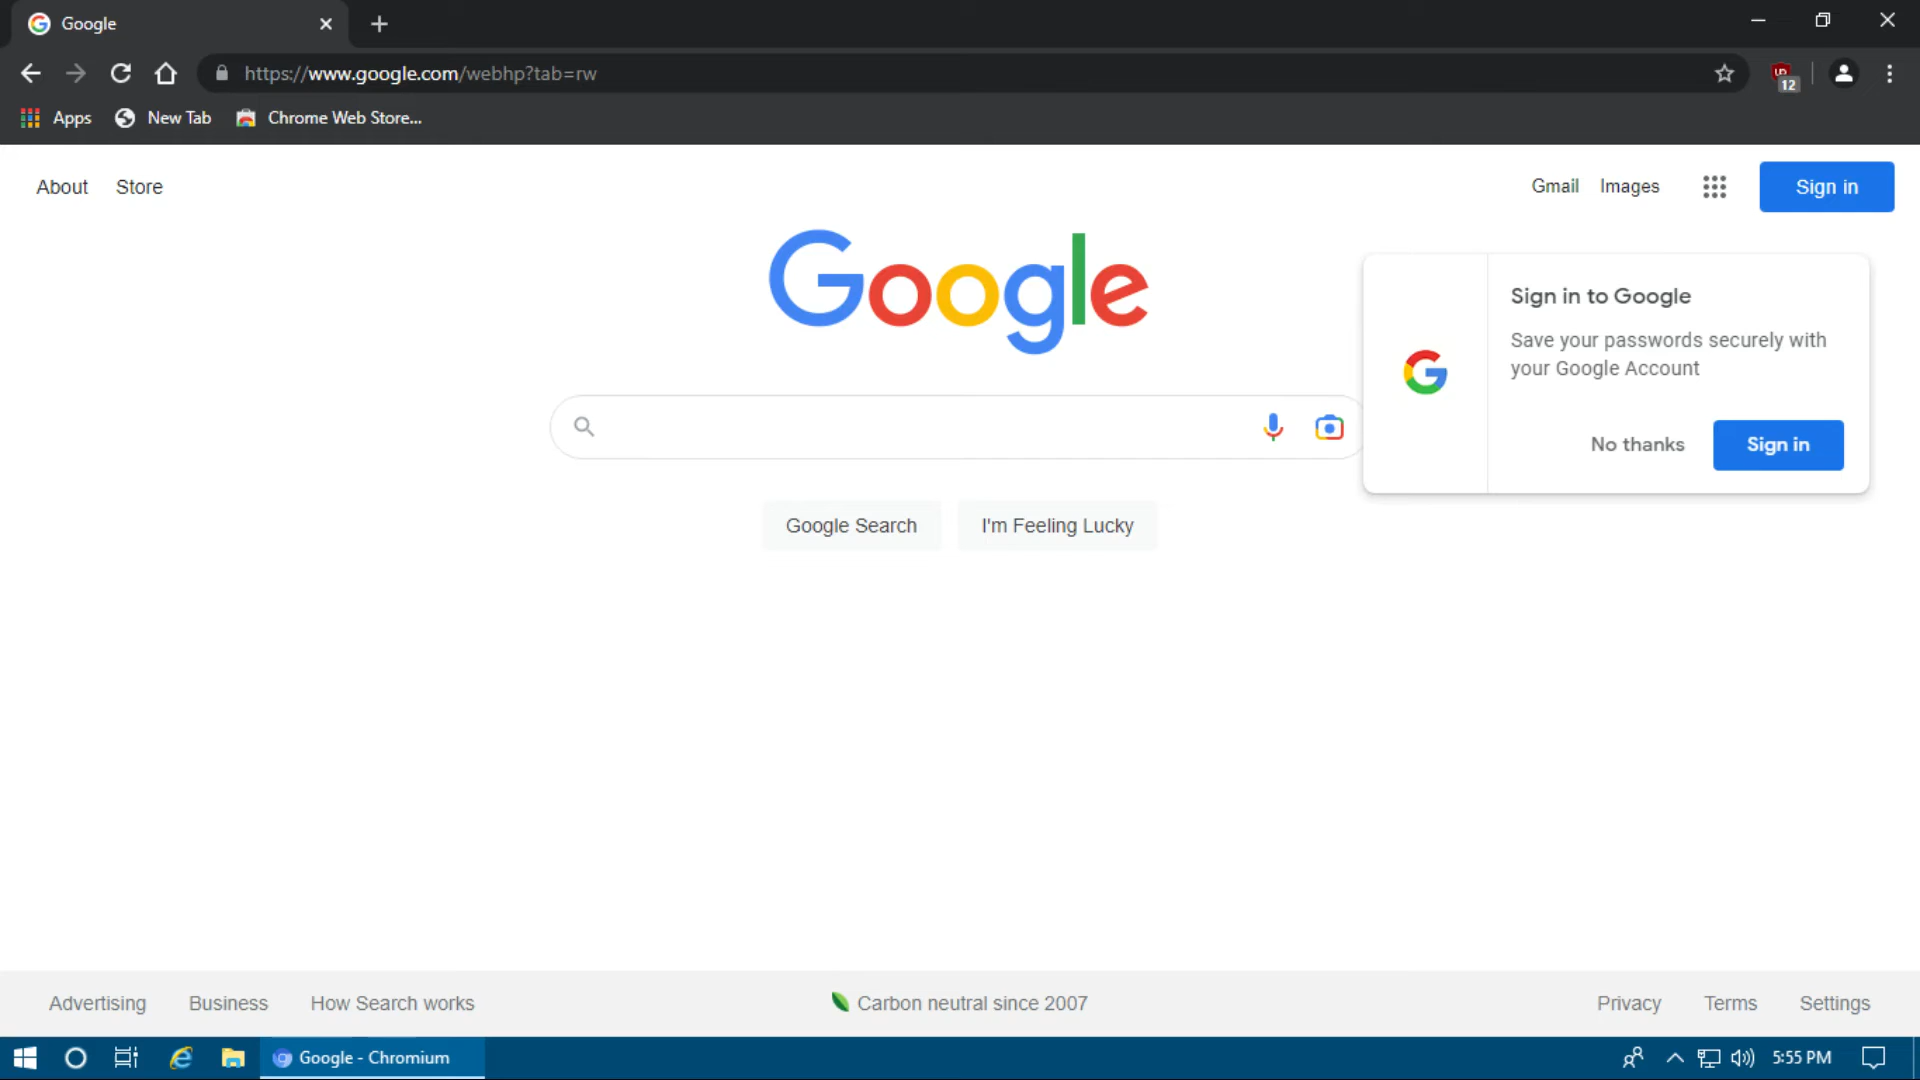 Google
https://www.google.com/webhp?tab=rw
12
Apps
New Tab
Chrome Web Store...
About
Store
Gmail
Images
Sign in
Google
Sign in to Google
Save your passwords securely with
your Google Account
No thanks
Sign in
Google Search
I'm Feeling Lucky
Advertising
Business
How Search works
Carbon neutral since 2007
Privacy
Terms
Settings
Google - Chromium
5:55 PM